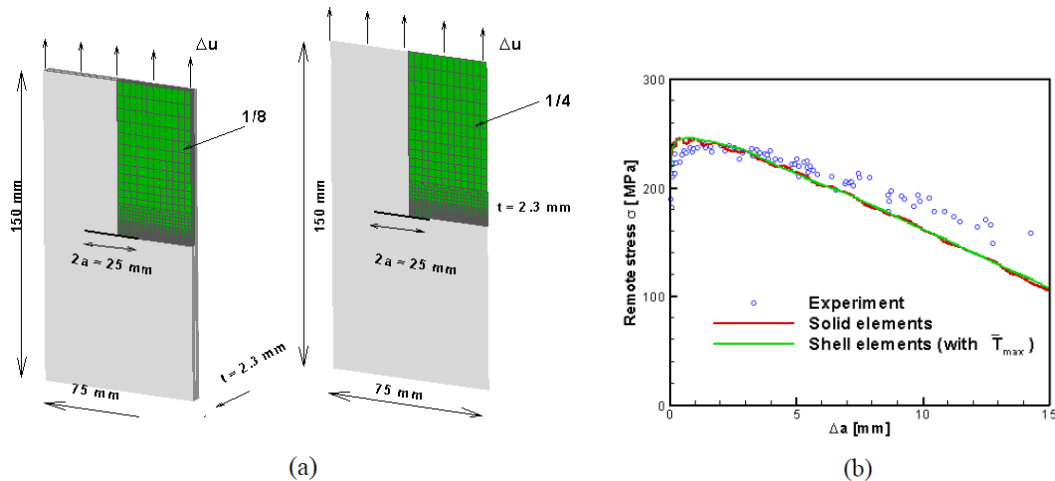 Δu
1/8
150 mm
2a = 25 mm
75 mm
t = 2.3 mm
Δu
1/4
150 mm
t = 2.3 mm
2a = 25 mm
75 mm
(a)
300
200
100
0
Remote stress σ [MPa]
Experiment
Solid elements
Shell elements (with T̄max )
0 5 10 15
Δa [mm]
(b)